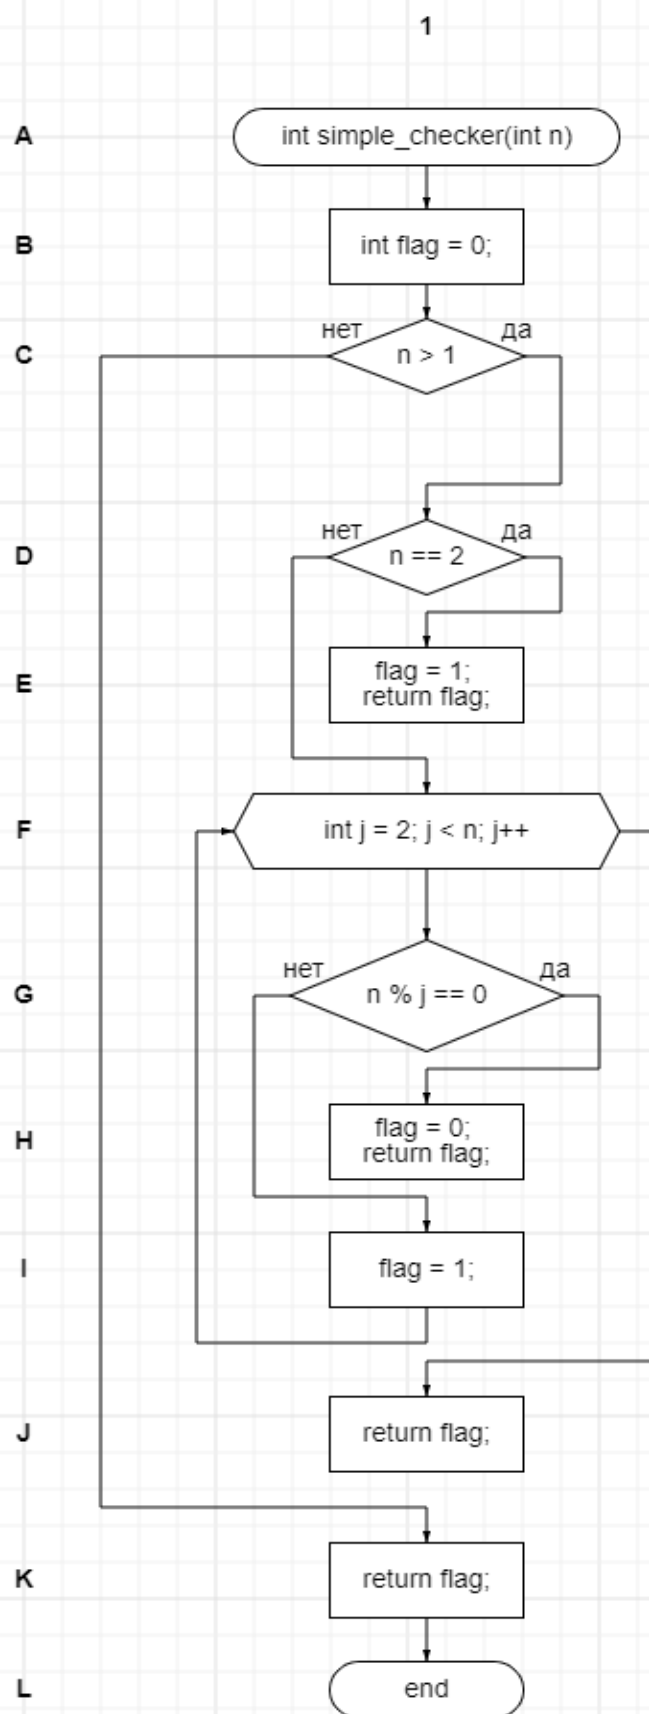 1
A
int simple_checker(int n)
B
int flag = 0;
C
нет
да
n > 1
D
нет
да
n == 2
E
flag = 1;
return flag;
F
int j = 2; j < n; j++
G
нет
да
n % j == 0
H
flag = 0;
return flag;
I
flag = 1;
J
return flag;
K
return flag;
L
end